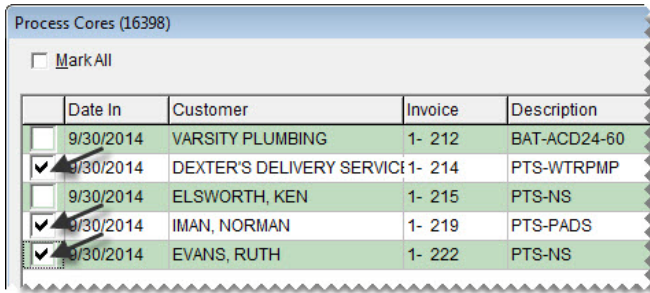 Process Cores (16398)
Mark All
Date In Customer Invoice Description
9/30/2014 VARSITY PLUMBING 1- 212 BAT-ACD24-60
9/30/2014 DEXTER'S DELIVERY SERVICE 1- 214 PTS-WTRPMP
9/30/2014 ELSWORTH, KEN 1- 215 PTS-NS
9/30/2014 IMAN, NORMAN 1- 219 PTS-PADS
9/30/2014 EVANS, RUTH 1- 222 PTS-NS